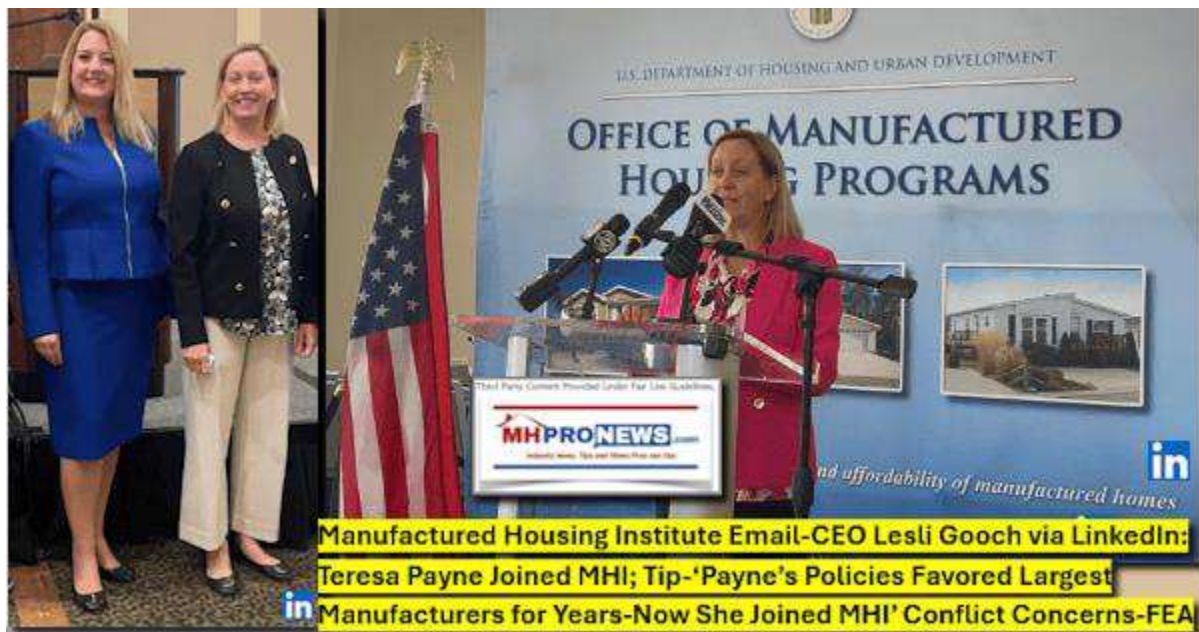 U.S. DEPARTMENT OF HOUSING AND URBAN DEVELOPMENT
OFFICE OF MANUFACTURED
HOU G PROGRAMS
Third Party Content Provided Under Fair Use Guidelines.
MHPRONEWS.com
Industry News, Tips and Views Pros can Use
nd affordability of manufactured homes
in
in
Manufactured Housing Institute Email-CEO Lesli Gooch via LinkedIn:
Teresa Payne Joined MHI; Tip-‘Payne’s Policies Favored Largest
Manufacturers for Years-Now She Joined MHI’ Conflict Concerns-FEA